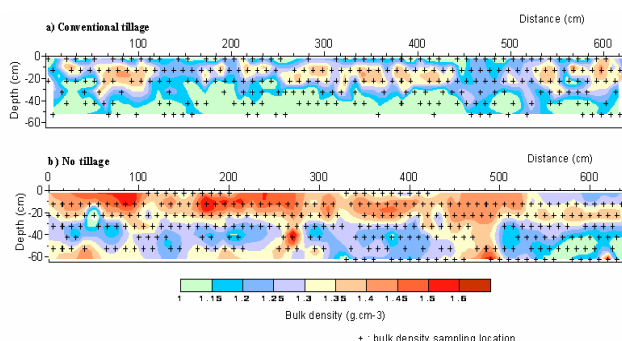 Distance (cm)
a) Conventional tillage
100 200 300 400 500 600
Depth (cm)
0
-20
-40
-60
b) No tillage
Distance (cm)
0 100 200 300 400 500 600
Depth (cm)
0
-20
-40
-60
1 1.15 1.2 1.25 1.3 1.35 1.4 1.45 1.5 1.6
Bulk density (g.cm-3)
+ : bulk density sampling location